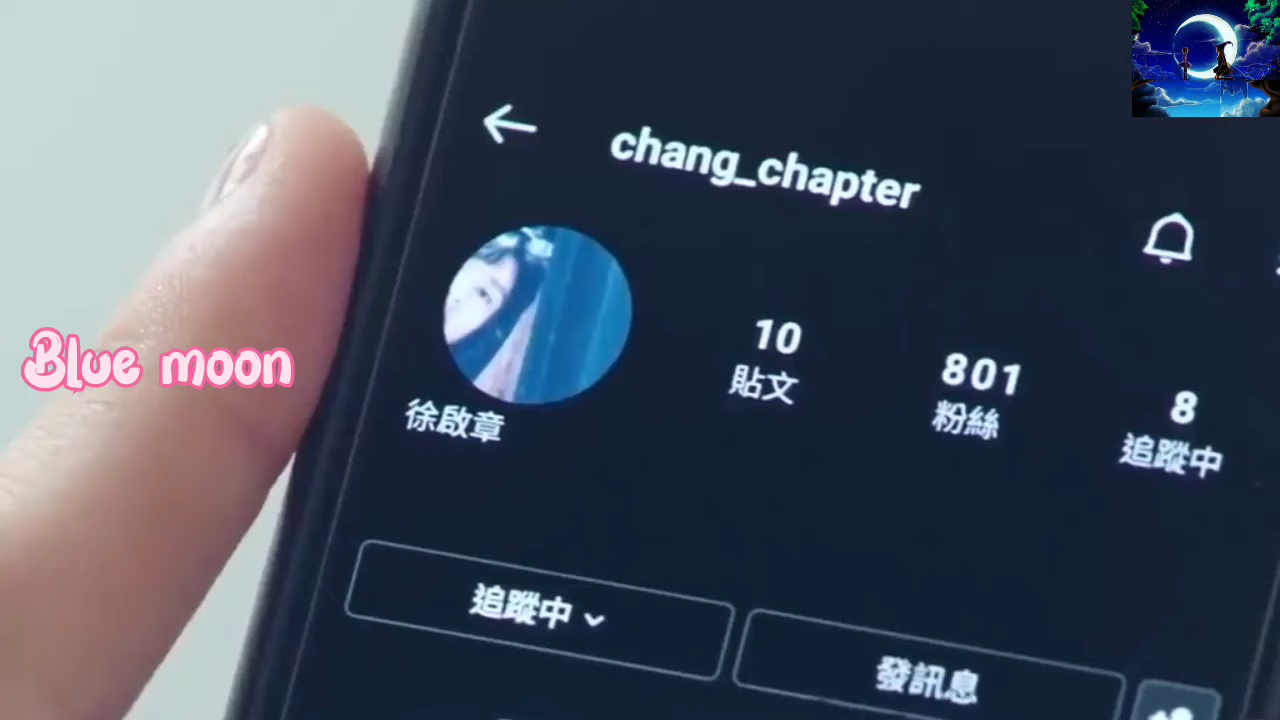 chang_chapter
10
貼文
801
粉絲
8
追蹤中
徐啟章
Blue moon
追蹤中
發訊息